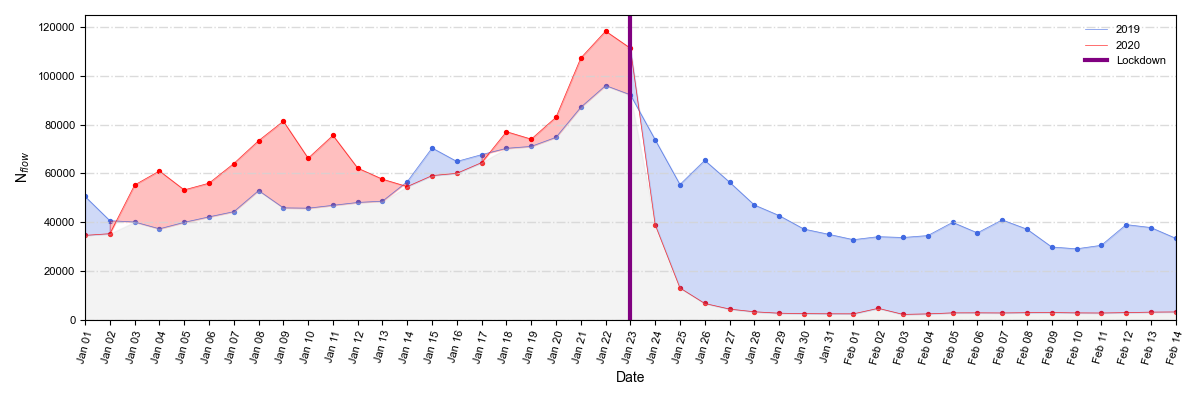 120000
100000
80000
60000
40000
20000
0
N_flow
2019
2020
Lockdown
Jan 01
Jan 02
Jan 03
Jan 04
Jan 05
Jan 06
Jan 07
Jan 08
Jan 09
Jan 10
Jan 11
Jan 12
Jan 13
Jan 14
Jan 15
Jan 16
Jan 17
Jan 18
Jan 19
Jan 20
Jan 21
Jan 22
Jan 23
Jan 24
Jan 25
Jan 26
Jan 27
Jan 28
Jan 29
Jan 30
Jan 31
Feb 01
Feb 02
Feb 03
Feb 04
Feb 05
Feb 06
Feb 07
Feb 08
Feb 09
Feb 10
Feb 11
Feb 12
Feb 13
Feb 14
Date